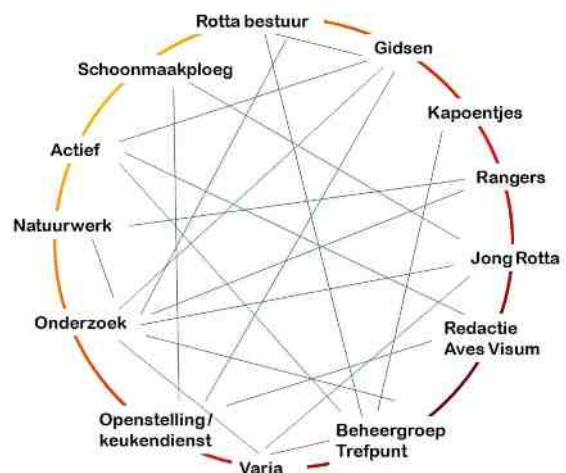 Rotta bestuur
Gidsen
Schoonmaakploeg
Kapoentjes
Actief
Rangers
Natuurwerk
Jong Rotta
Onderzoek
Redactie
Aves Visum
Openstelling/
keukendienst
Beheergroep
Trefpunt
Varia